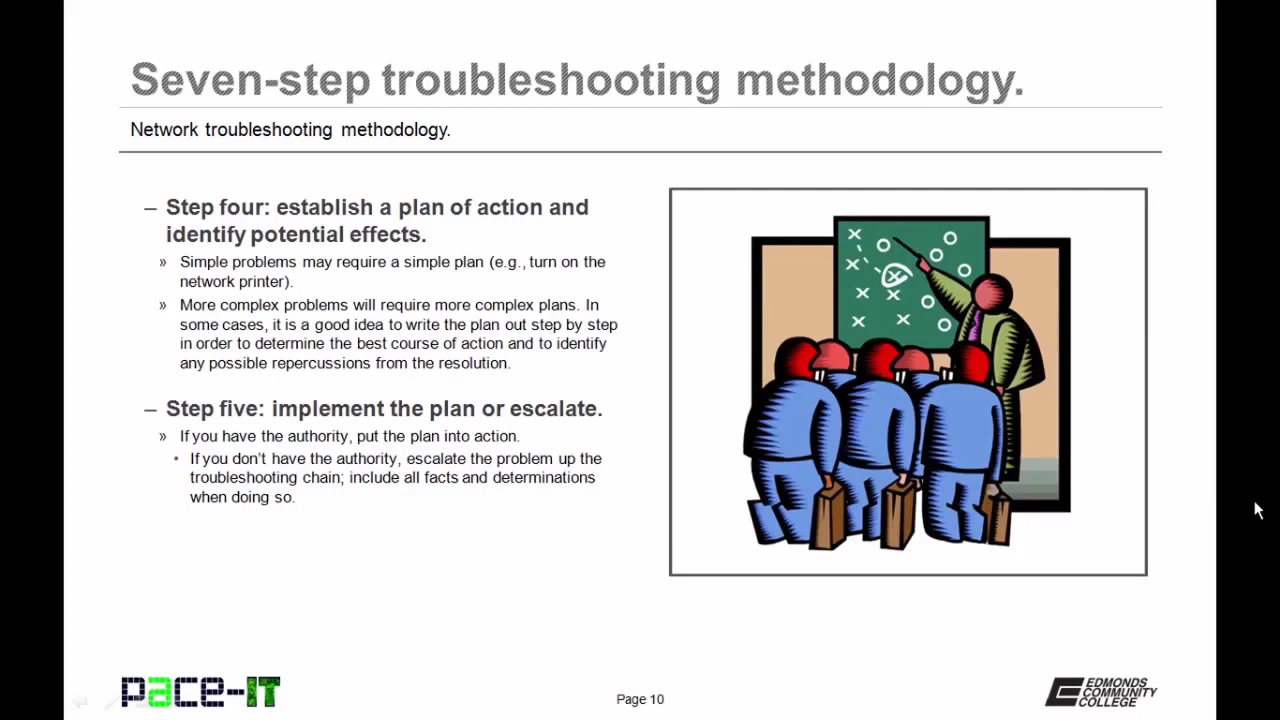 Seven-step troubleshooting methodology.
Network troubleshooting methodology.
– Step four: establish a plan of action and
identify potential effects.
» Simple problems may require a simple plan (e.g., turn on the
network printer).
» More complex problems will require more complex plans. In
some cases, it is a good idea to write the plan out step by step
in order to determine the best course of action and to identify
any possible repercussions from the resolution.
– Step five: implement the plan or escalate.
» If you have the authority, put the plan into action.
• If you don’t have the authority, escalate the problem up the
troubleshooting chain; include all facts and determinations
when doing so.
pace-IT
Page 10
EDMONDS
COMMUNITY
COLLEGE